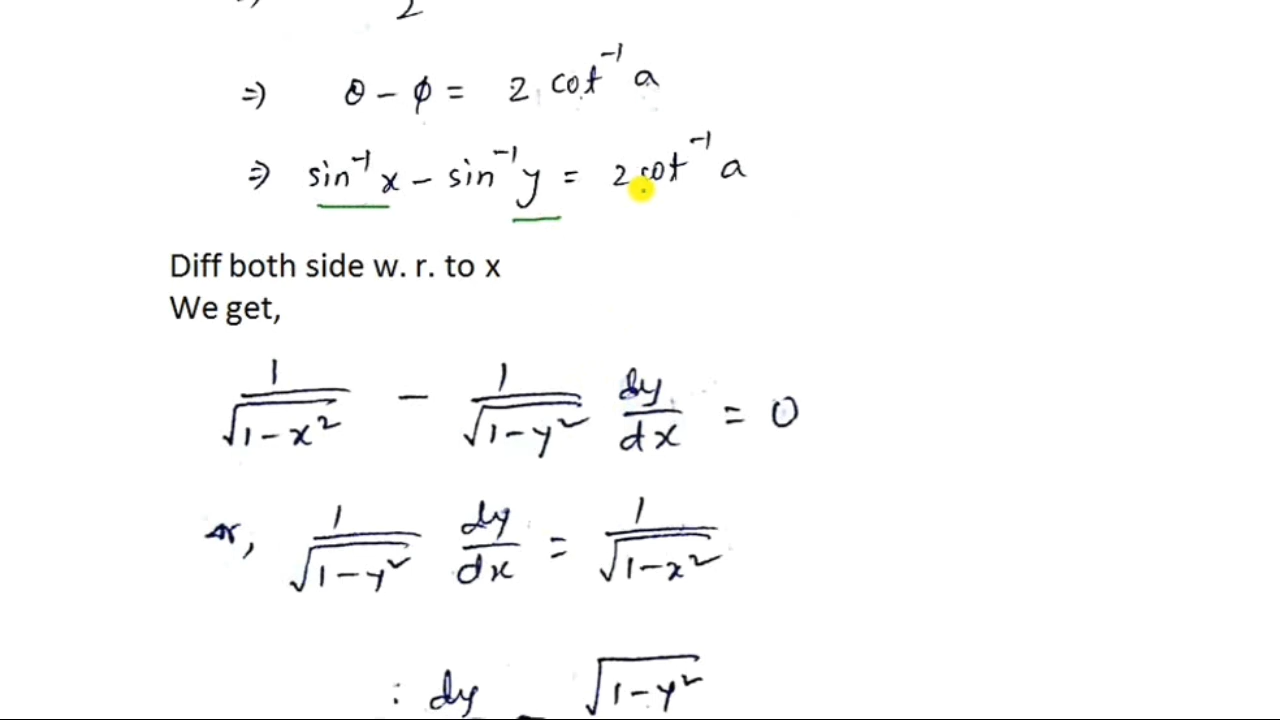 2
⇒ θ - φ = 2 cot⁻¹ a
⇒ sin⁻¹ x - sin⁻¹ y = 2 cot⁻¹ a
Diff both side w. r. to x
We get,
1/√(1-x²) - 1/√(1-y²) dy/dx = 0
or, 1/√(1-y²) dy/dx = 1/√(1-x²)
∴ dy √(1-y²)